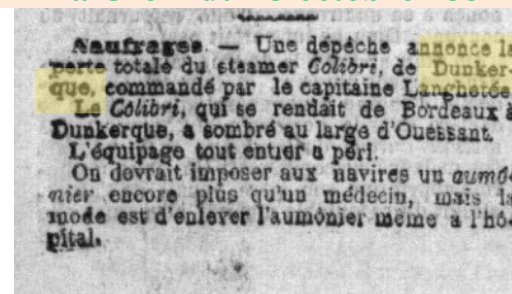 Naufrages. — Une dépêche annonce la
perte totale du steamer Colibri, de Dunker-
que, commandé par le capitaine Langhetée
Le Colibri, qui se rendait de Bordeaux à
Dunkerque, a sombré au large d'Ouessant.
L'équipage tout entier a péri.
On devrait imposer aux navires un aumô-
nier encore plus qu'un médecin, mais la
mode est d'enlever l'aumônier même a l'hô-
pital.